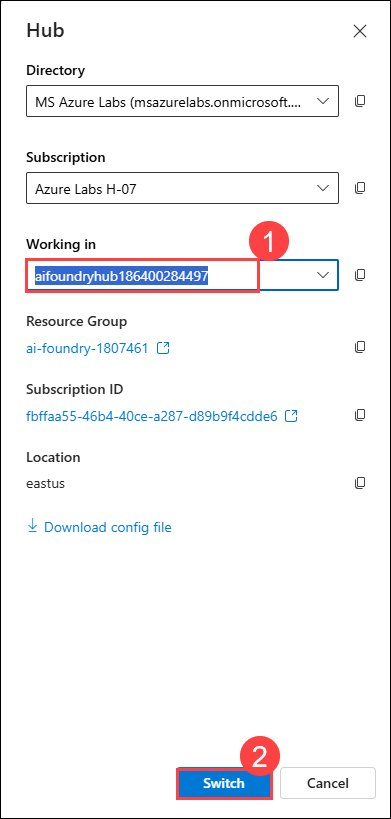 Hub
Directory
MS Azure Labs (msazurelabs.onmicrosoft....
Subscription
Azure Labs H-07
Working in
1
aifoundryhub186400284497
Resource Group
ai-foundry-1807461
Subscription ID
fbffaa55-46b4-40ce-a287-d89b9f4cdde6
Location
eastus
Download config file
2
Switch
Cancel